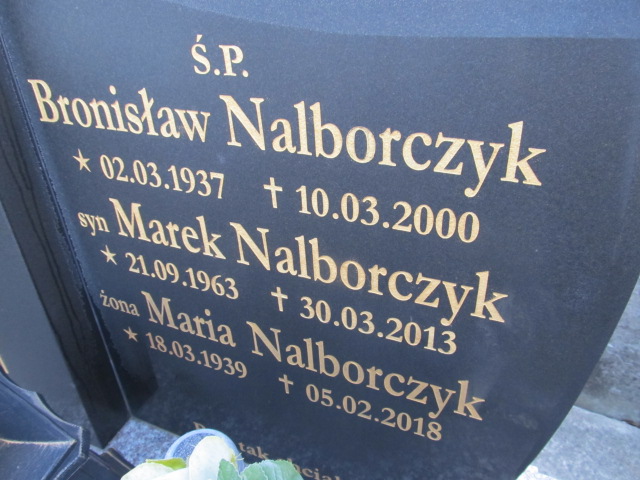 Ś.P.
Bronisław Nalborczyk
★ 02.03.1937 ✝ 10.03.2000
syn Marek Nalborczyk
★ 21.09.1963 ✝ 30.03.2013
żona Maria Nalborczyk
★ 18.03.1939 ✝ 05.02.2018
tak